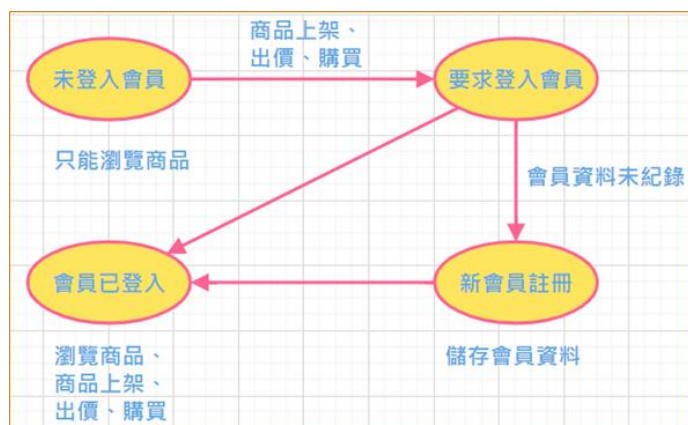 商品上架、
出價、購買
未登入會員
要求登入會員
只能瀏覽商品
會員資料未紀錄
會員已登入
新會員註冊
瀏覽商品、
商品上架、
出價、購買
儲存會員資料